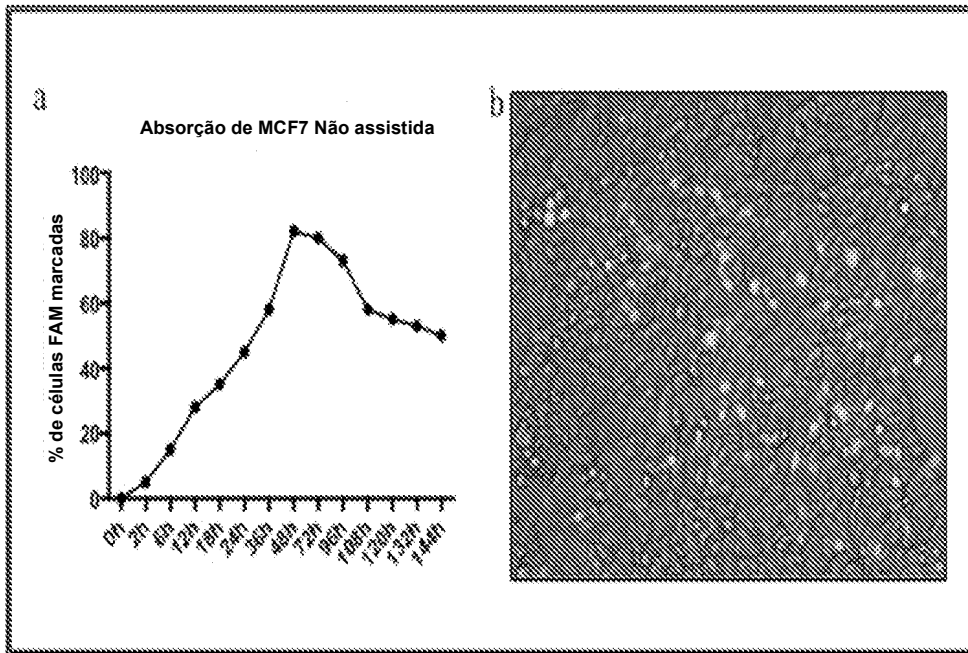 a
Absorção de MCF7 Não assistida
% de células FAM marcadas
100
80
60
40
20
0
0h
2h
6h
12h
18h
24h
36h
48h
72h
96h
108h
120h
132h
144h
b